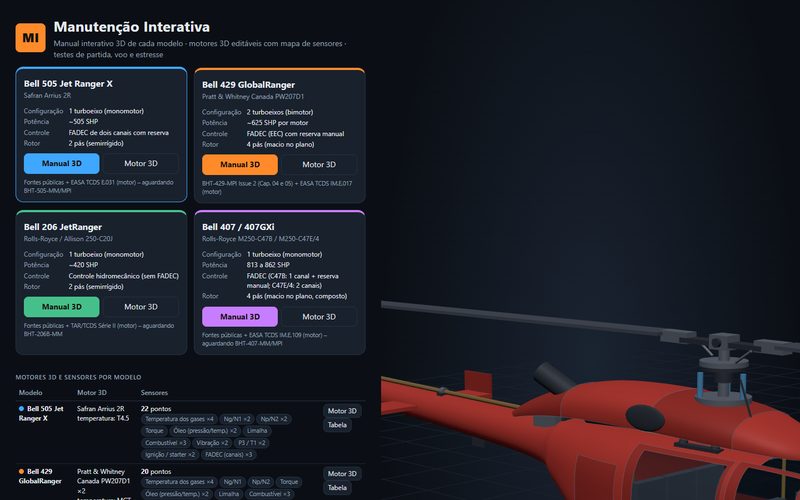 MI
Manutenção Interativa
Manual interativo 3D de cada modelo · motores 3D editáveis com mapa de sensores ·
testes de partida, voo e estresse
Bell 505 Jet Ranger X
Safran Arrius 2R
Configuração 1 turboeixo (monomotor)
Potência ~505 SHP
Controle FADEC de dois canais com reserva
Rotor 2 pás (semirrígido)
Manual 3D Motor 3D
Fontes públicas + EASA TCDS E.031 (motor) – aguardando
BHT-505-MM/MPI
Bell 429 GlobalRanger
Pratt & Whitney Canada PW207D1
Configuração 2 turboeixos (bimotor)
Potência ~625 SHP por motor
Controle FADEC (EEC) com reserva manual
Rotor 4 pás (macio no plano)
Manual 3D Motor 3D
BHT-429-MPI Issue 2 (Cap. 04 e 05) + EASA TCDS IM.E.017
(motor)
Bell 206 JetRanger
Rolls-Royce / Allison 250-C20J
Configuração 1 turboeixo (monomotor)
Potência ~420 SHP
Controle Controle hidromecânico (sem FADEC)
Rotor 2 pás (semirrígido)
Manual 3D Motor 3D
Fontes públicas + TAR/TCDS Série II (motor) – aguardando
BHT-206B-MM
Bell 407 / 407GXi
Rolls-Royce M250-C47B / M250-C47E/4
Configuração 1 turboeixo (monomotor)
Potência 813 a 862 SHP
Controle FADEC (C47B: 1 canal + reserva
manual; C47E/4: 2 canais)
Rotor 4 pás (macio no plano, composto)
Manual 3D Motor 3D
Fontes públicas + EASA TCDS IM.E.109 (motor) –
aguardando BHT-407-MM/MPI
MOTORES 3D E SENSORES POR MODELO
Modelo Motor 3D Sensores
Bell 505 Jet
Ranger X
Safran Arrius 2R
temperatura: T4.5
22 pontos
Temperatura dos gases ×4 Ng/N1 ×2 Np/N2 ×2
Torque Óleo (pressão/temp.) ×2 Limalha
Combustível ×3 Vibração ×2 P3 / T1 ×2
Ignição / starter ×2 FADEC (canais) ×3
Motor 3D
Tabela
Bell 429
GlobalRanger
Pratt & Whitney
Canada PW207D1
×2
temperatura: MGT
20 pontos
Temperatura dos gases ×4 Ng/N1 Np/N2 Torque
Óleo (pressão/temp.) ×2 Limalha Combustível ×3
Motor 3D
Tabela